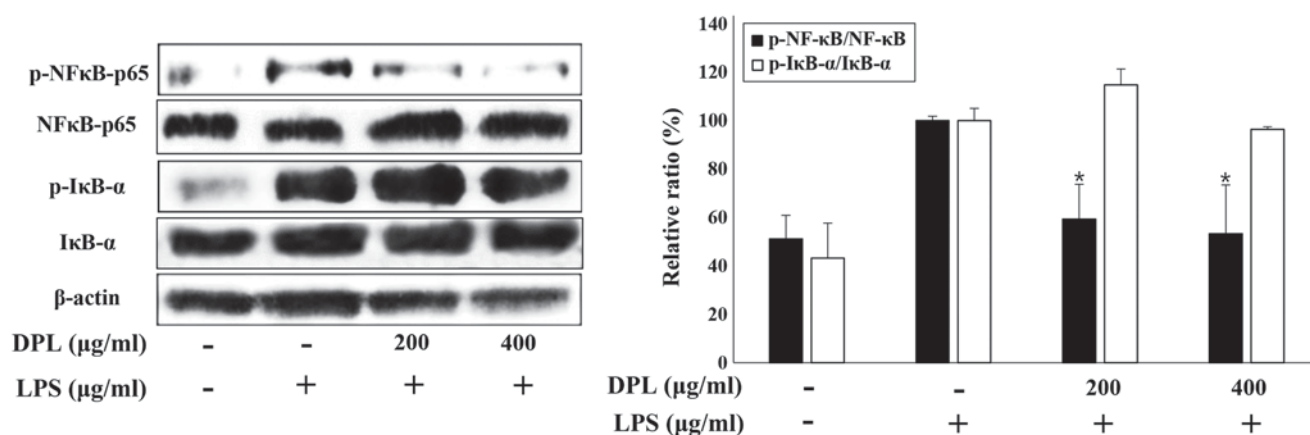 p-NFκB-p65
NFκB-p65
p-IκB-α
IκB-α
β-actin
DPL (μg/ml) - - 200 400
LPS (μg/ml) - + + +
p-NF-κB/NF-κB
p-IκB-α/IκB-α
Relative ratio (%)
140
120
100
80
60
40
20
0
* *
DPL (μg/ml) - - 200 400
LPS (μg/ml) - + + +